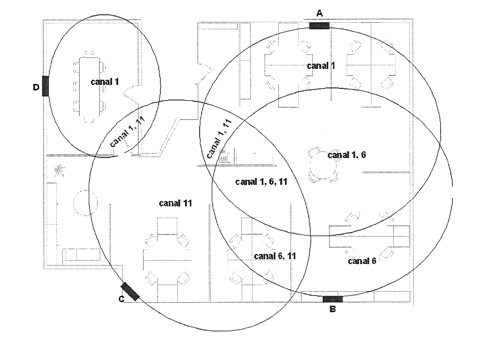 A
canal 1
canal 1
D
canal 1, 11
canal 1, 11
canal 1, 6
canal 1, 6, 11
canal 11
canal 6, 11
canal 6
C
B